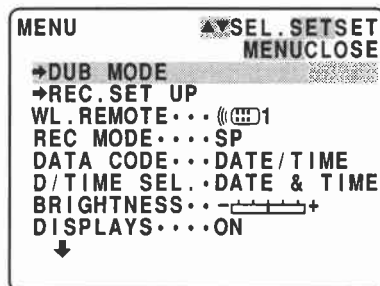 MENU ▲▼SEL.SETSET
MENUCLOSE
➔DUB MODE
➔REC.SET UP
WL.REMOTE···1
REC MODE····SP
DATA CODE···DATE/TIME
D/TIME SEL.·DATE & TIME
BRIGHTNESS··-+
DISPLAYS····ON